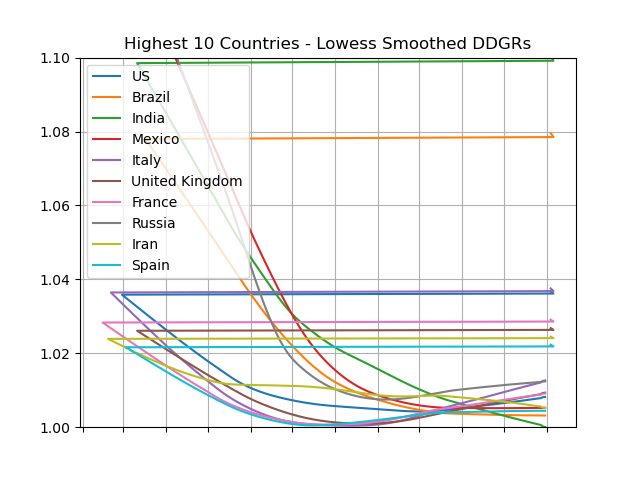 Highest 10 Countries - Lowess Smoothed DDGRs
1.10
1.08
1.06
1.04
1.02
1.00
US
Brazil
India
Mexico
Italy
United Kingdom
France
Russia
Iran
Spain